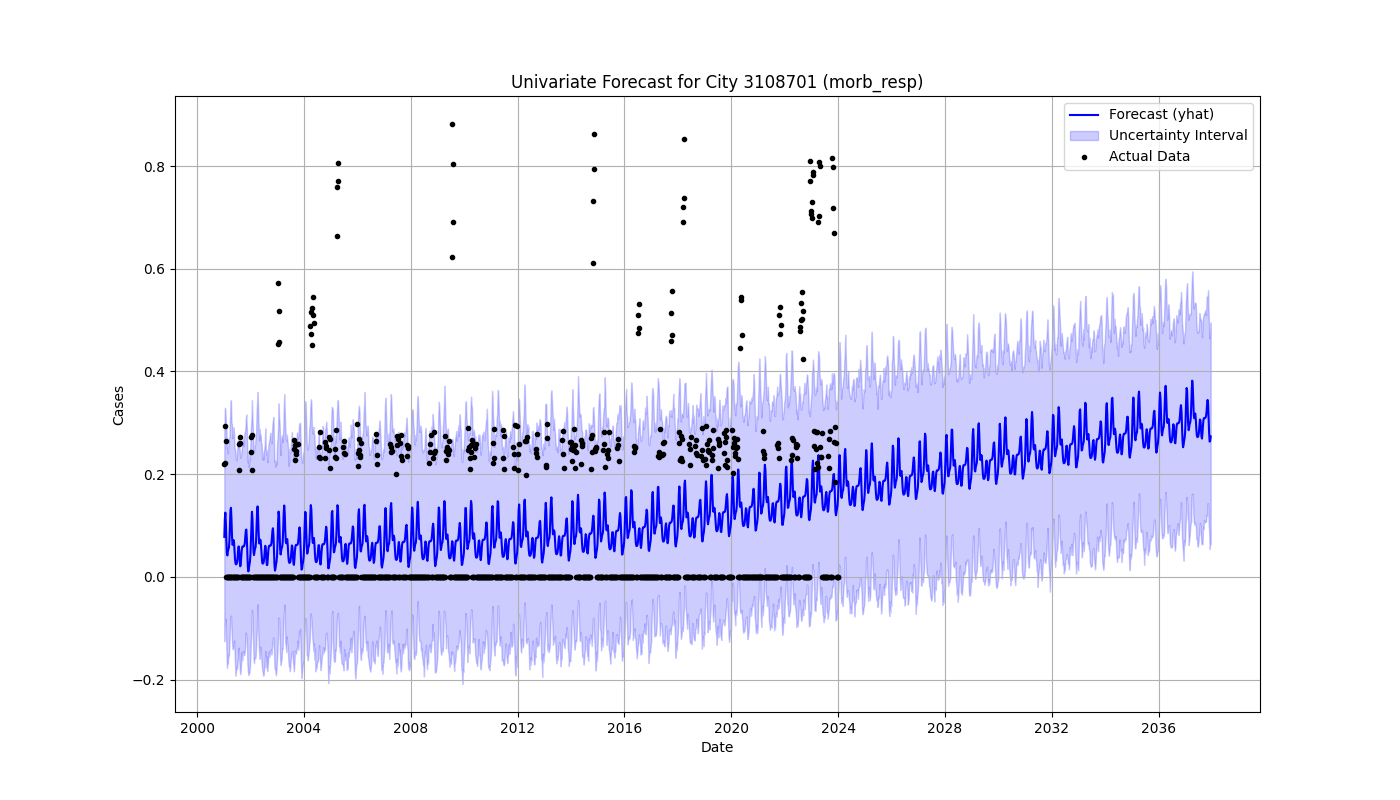 Univariate Forecast for City 3108701 (morb_resp)
Forecast (yhat)
Uncertainty Interval
Actual Data
Cases
0.8
0.6
0.4
0.2
0.0
−0.2
2000 2004 2008 2012 2016 2020 2024 2028 2032 2036
Date